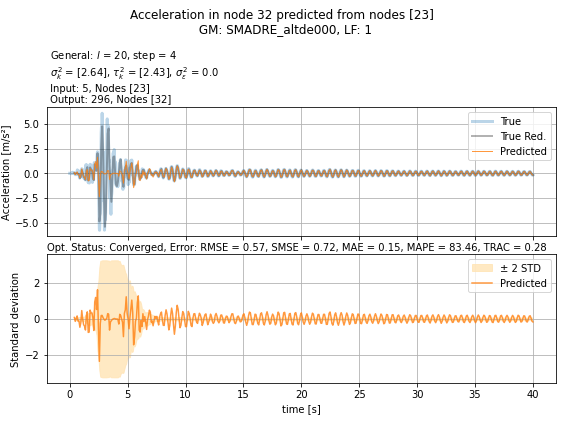 Acceleration in node 32 predicted from nodes [23]
GM: SMADRE_altde000, LF: 1
General: l = 20, step = 4
σ²ₖ = [2.64], τ²ₖ = [2.43], σ²ε = 0.0
Input: 5, Nodes [23]
Output: 296, Nodes [32]
Acceleration [m/s²]
5.0
2.5
0.0
−2.5
−5.0
True
True Red.
Predicted
Opt. Status: Converged, Error: RMSE = 0.57, SMSE = 0.72, MAE = 0.15, MAPE = 83.46, TRAC = 0.28
Standard deviation
2
0
−2
± 2 STD
Predicted
0 5 10 15 20 25 30 35 40
time [s]